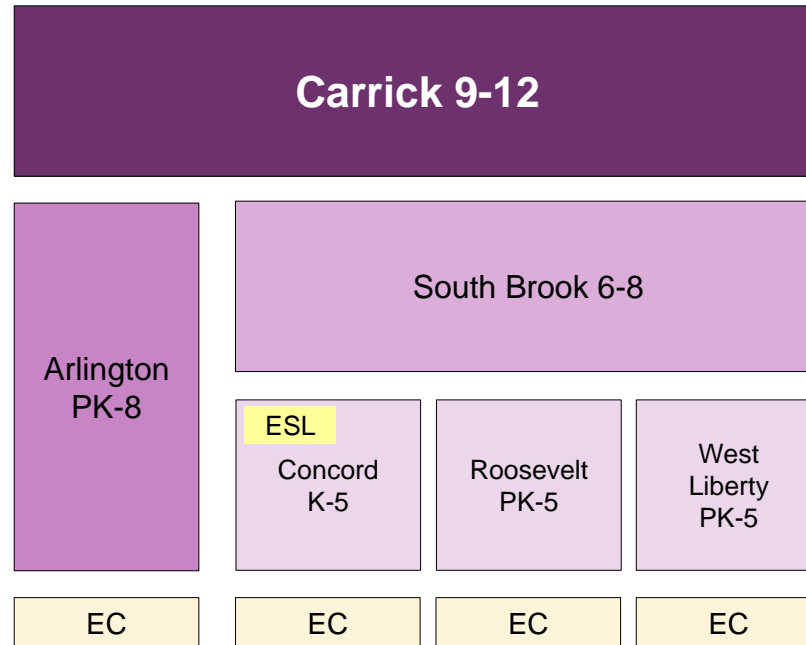 Carrick 9-12
South Brook 6-8
Arlington
PK-8
ESL
Concord
K-5
Roosevelt
PK-5
West
Liberty
PK-5
EC
EC
EC
EC